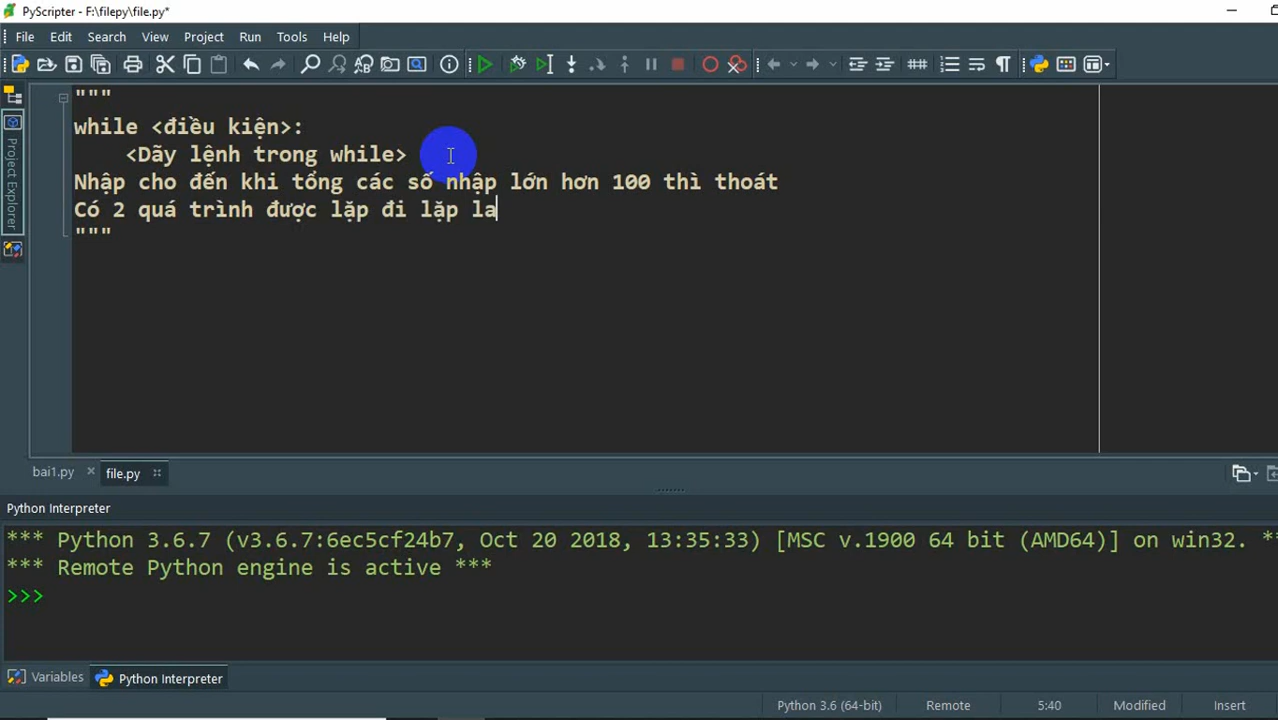 PyScripter - F:\filepy\file.py*
File Edit View Search Project Run Tools Help
Project Explorer
"""
while <điều kiện>:
    <Dãy lệnh trong while>
Nhập cho đến khi tổng các số nhập lớn hơn 100 thì thoát
Có 2 quá trình được lặp đi lặp la
"""
bai1.py file.py
Python Interpreter
*** Python 3.6.7 (v3.6.7:6ec5cf24b7, Oct 20 2018, 13:35:33) [MSC v.1900 64 bit (AMD64)] on win32. **
*** Remote Python engine is active ***
>>>
Variables Python Interpreter
Python 3.6 (64-bit) Remote 5:40 Modified Insert